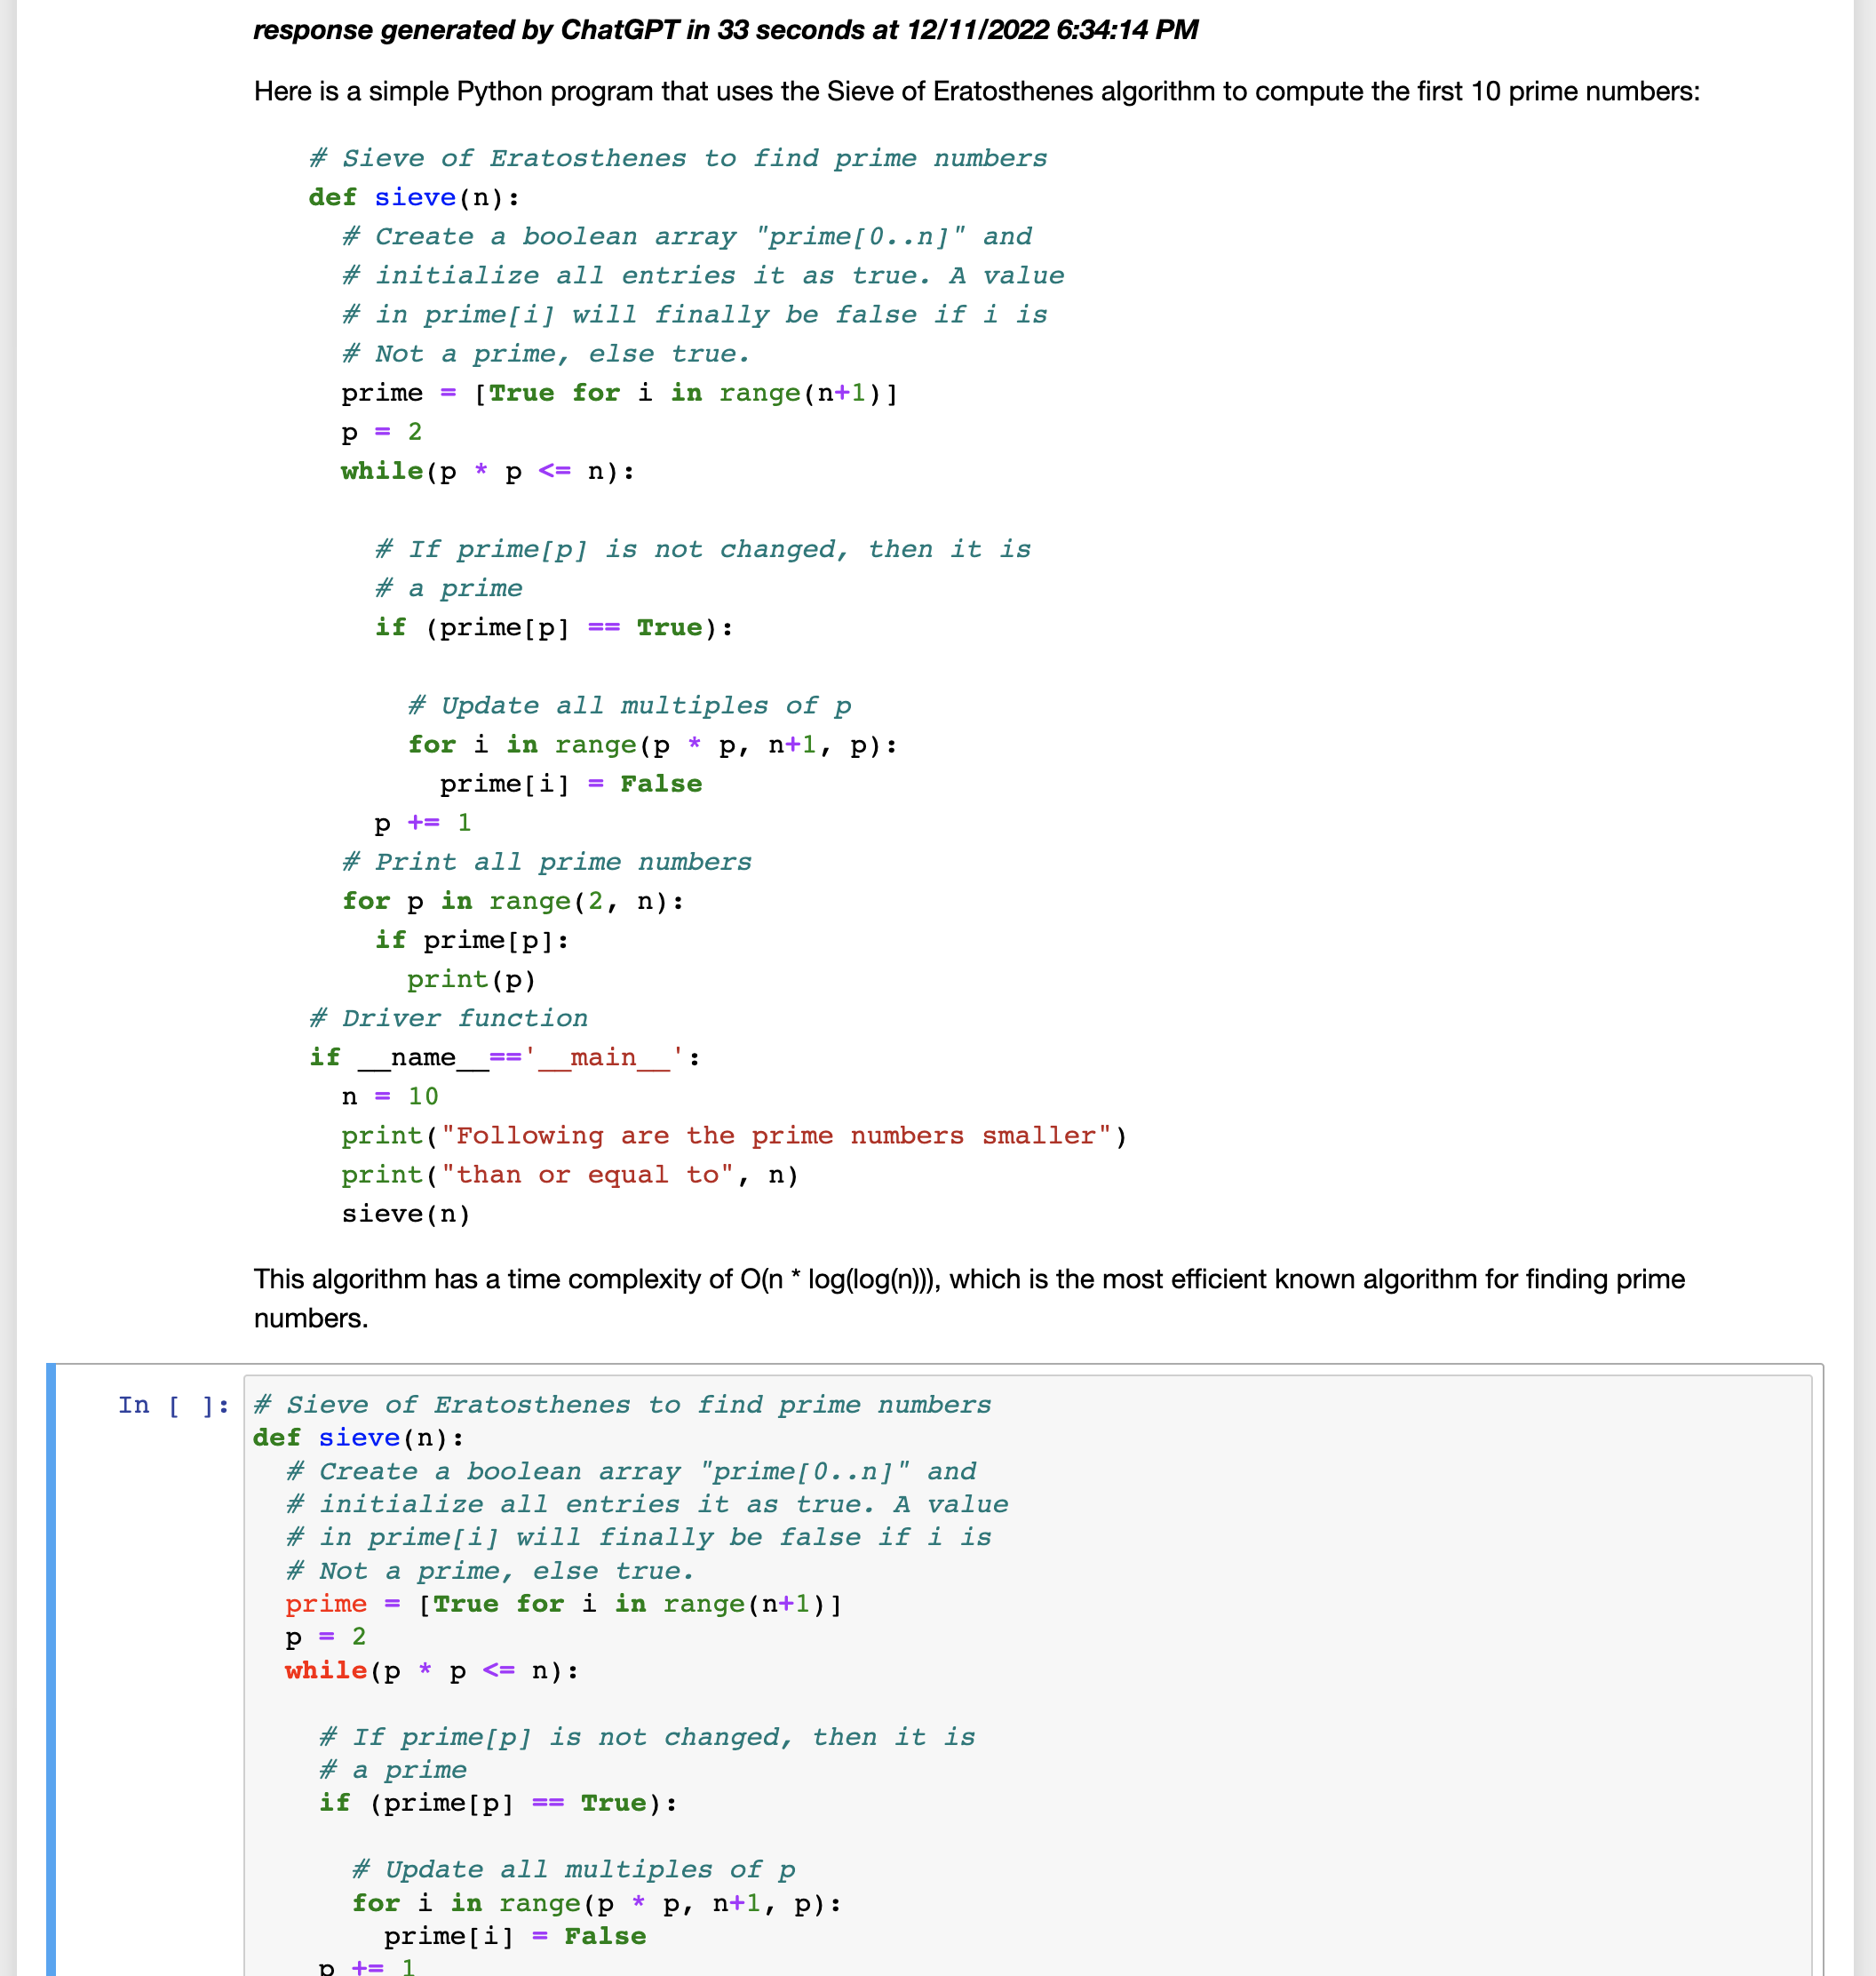 response generated by ChatGPT in 33 seconds at 12/11/2022 6:34:14 PM
Here is a simple Python program that uses the Sieve of Eratosthenes algorithm to compute the first 10 prime numbers:
# Sieve of Eratosthenes to find prime numbers
def sieve(n):
  # Create a boolean array "prime[0..n]" and
  # initialize all entries it as true. A value
  # in prime[i] will finally be false if i is
  # Not a prime, else true.
  prime = [True for i in range(n+1)]
  p = 2
  while(p * p <= n):
    # If prime[p] is not changed, then it is
    # a prime
    if (prime[p] == True):
      # Update all multiples of p
      for i in range(p * p, n+1, p):
        prime[i] = False
    p += 1
  # Print all prime numbers
  for p in range(2, n):
    if prime[p]:
      print(p)
# Driver function
if __name__=='__main__':
  n = 10
  print("Following are the prime numbers smaller")
  print("than or equal to", n)
  sieve(n)
This algorithm has a time complexity of O(n * log(log(n))), which is the most efficient known algorithm for finding prime
numbers.
In [ ]: # Sieve of Eratosthenes to find prime numbers
def sieve(n):
  # Create a boolean array "prime[0..n]" and
  # initialize all entries it as true. A value
  # in prime[i] will finally be false if i is
  # Not a prime, else true.
  prime = [True for i in range(n+1)]
  p = 2
  while(p * p <= n):
    # If prime[p] is not changed, then it is
    # a prime
    if (prime[p] == True):
      # Update all multiples of p
      for i in range(p * p, n+1, p):
        prime[i] = False
    p += 1